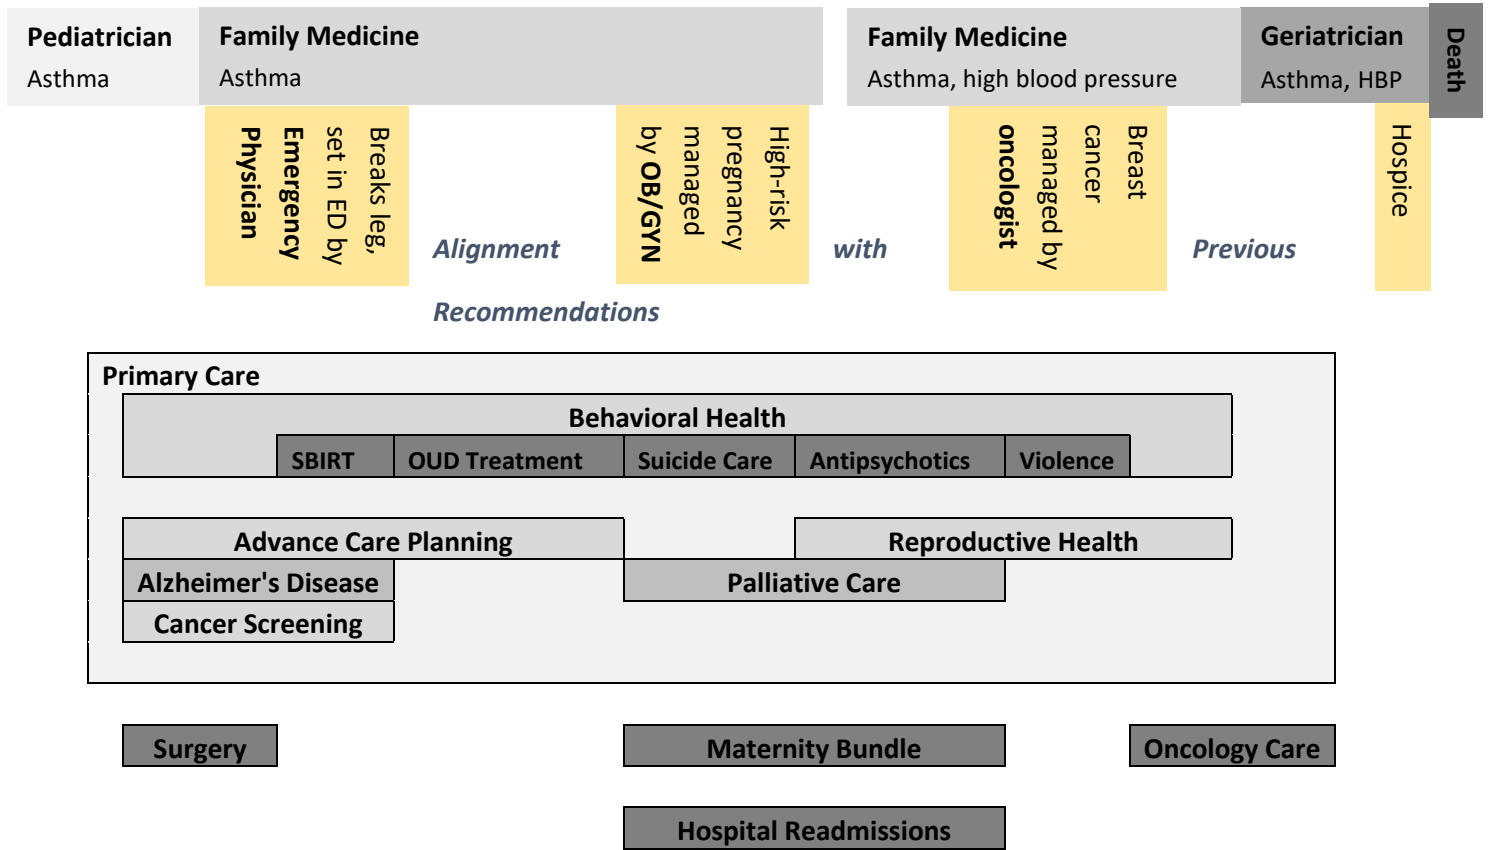 Pediatrician
Asthma
Family Medicine
Asthma
Family Medicine
Asthma, high blood pressure
Geriatrician
Asthma, HBP
Death
Breaks leg,
set in ED by
Emergency
Physician
High-risk
pregnancy
managed
by OB/GYN
Breast
cancer
managed by
oncologist
Hospice
Alignment with Previous
Recommendations
Primary Care
Behavioral Health
SBIRT
OUD Treatment
Suicide Care
Antipsychotics
Violence
Advance Care Planning
Reproductive Health
Alzheimer's Disease
Palliative Care
Cancer Screening
Surgery
Maternity Bundle
Oncology Care
Hospital Readmissions